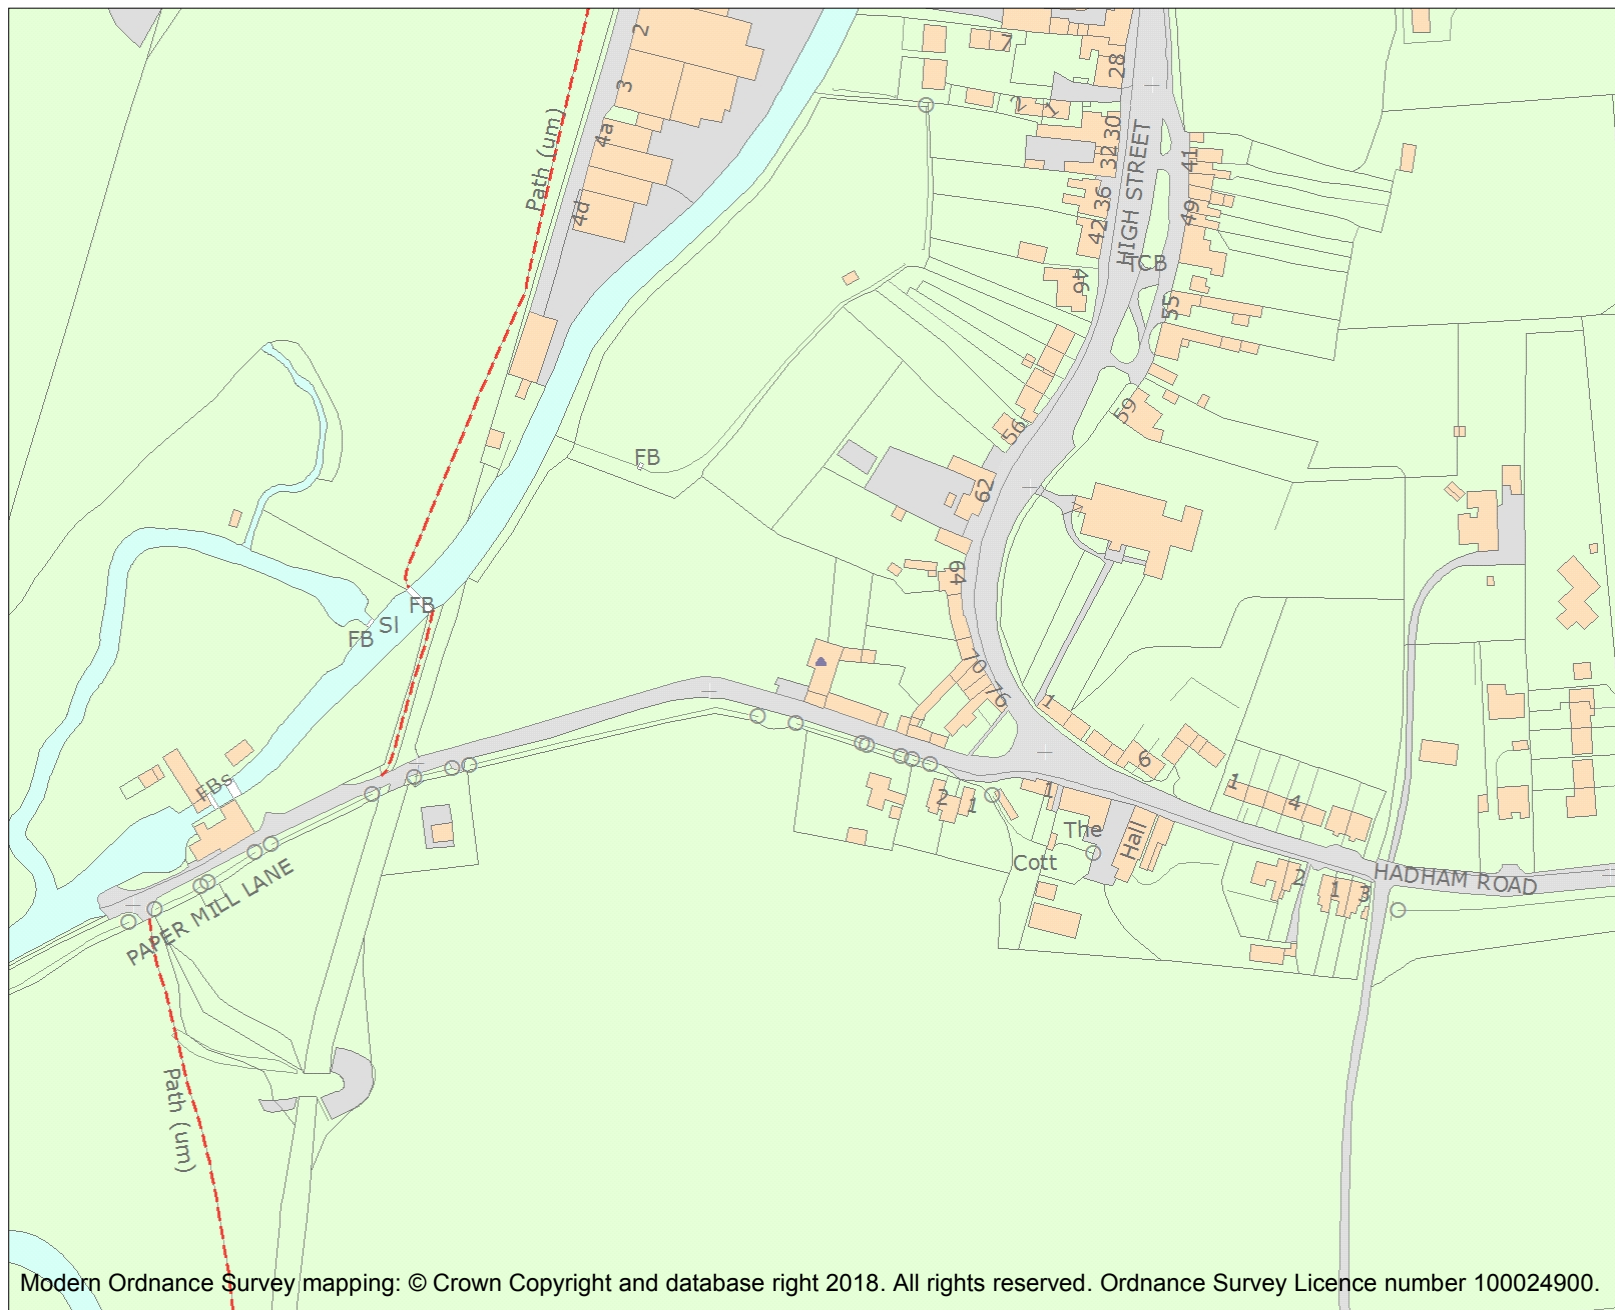 2
7
28
3
Path (um)
2
1
30
4a
32
HIGH STREET
41
36
49
4d
42
TCB
46
55
59
56
FB
62
64
FB
Sl
FB
70
76
1
6
FBs
1
2
1
1
4
The
Hall
Cott
HADHAM ROAD
2
1
3
PAPER MILL LANE
Path (um)
Modern Ordnance Survey mapping: © Crown Copyright and database right 2018. All rights reserved. Ordnance Survey Licence number 100024900.